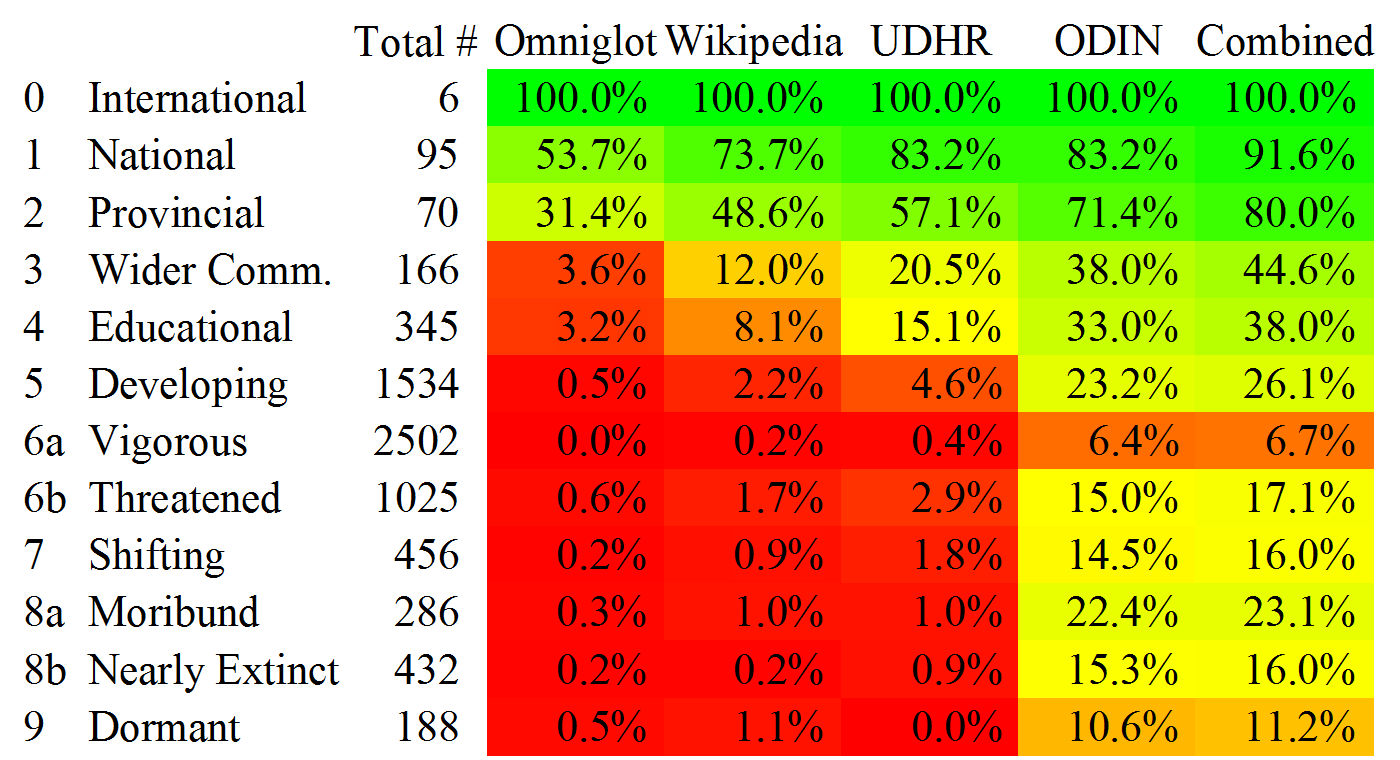 Total # Omniglot Wikipedia UDHR ODIN Combined
0 International 6 100.0% 100.0% 100.0% 100.0% 100.0%
1 National 95 53.7% 73.7% 83.2% 83.2% 91.6%
2 Provincial 70 31.4% 48.6% 57.1% 71.4% 80.0%
3 Wider Comm. 166 3.6% 12.0% 20.5% 38.0% 44.6%
4 Educational 345 3.2% 8.1% 15.1% 33.0% 38.0%
5 Developing 1534 0.5% 2.2% 4.6% 23.2% 26.1%
6a Vigorous 2502 0.0% 0.2% 0.4% 6.4% 6.7%
6b Threatened 1025 0.6% 1.7% 2.9% 15.0% 17.1%
7 Shifting 456 0.2% 0.9% 1.8% 14.5% 16.0%
8a Moribund 286 0.3% 1.0% 1.0% 22.4% 23.1%
8b Nearly Extinct 432 0.2% 0.2% 0.9% 15.3% 16.0%
9 Dormant 188 0.5% 1.1% 0.0% 10.6% 11.2%